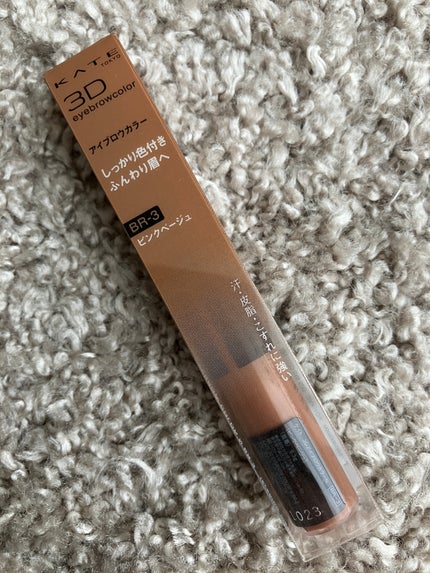 KATE
TOKYO
3D
eyebrowcolor
アイブロウカラー
しっかり色付き
ふんわり眉へ
BR-3
ピンクベージュ
汗・皮脂・こすれに強い